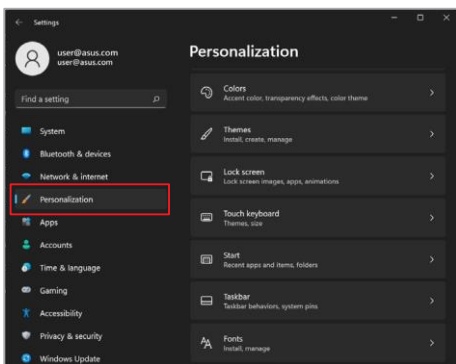 Settings
user@asus.com
user@asus.com
Find a setting
System
Bluetooth & devices
Network & internet
Personalization
Apps
Accounts
Time & language
Gaming
Accessibility
Privacy & security
Windows Update
Personalization
Colors
Accent color, transparency effects, color theme
Themes
Install, create, manage
Lock screen
Lock screen images, apps, animations
Touch keyboard
Themes, size
Start
Recent apps and items, folders
Taskbar
Taskbar behaviors, system pins
Fonts
Install, manage